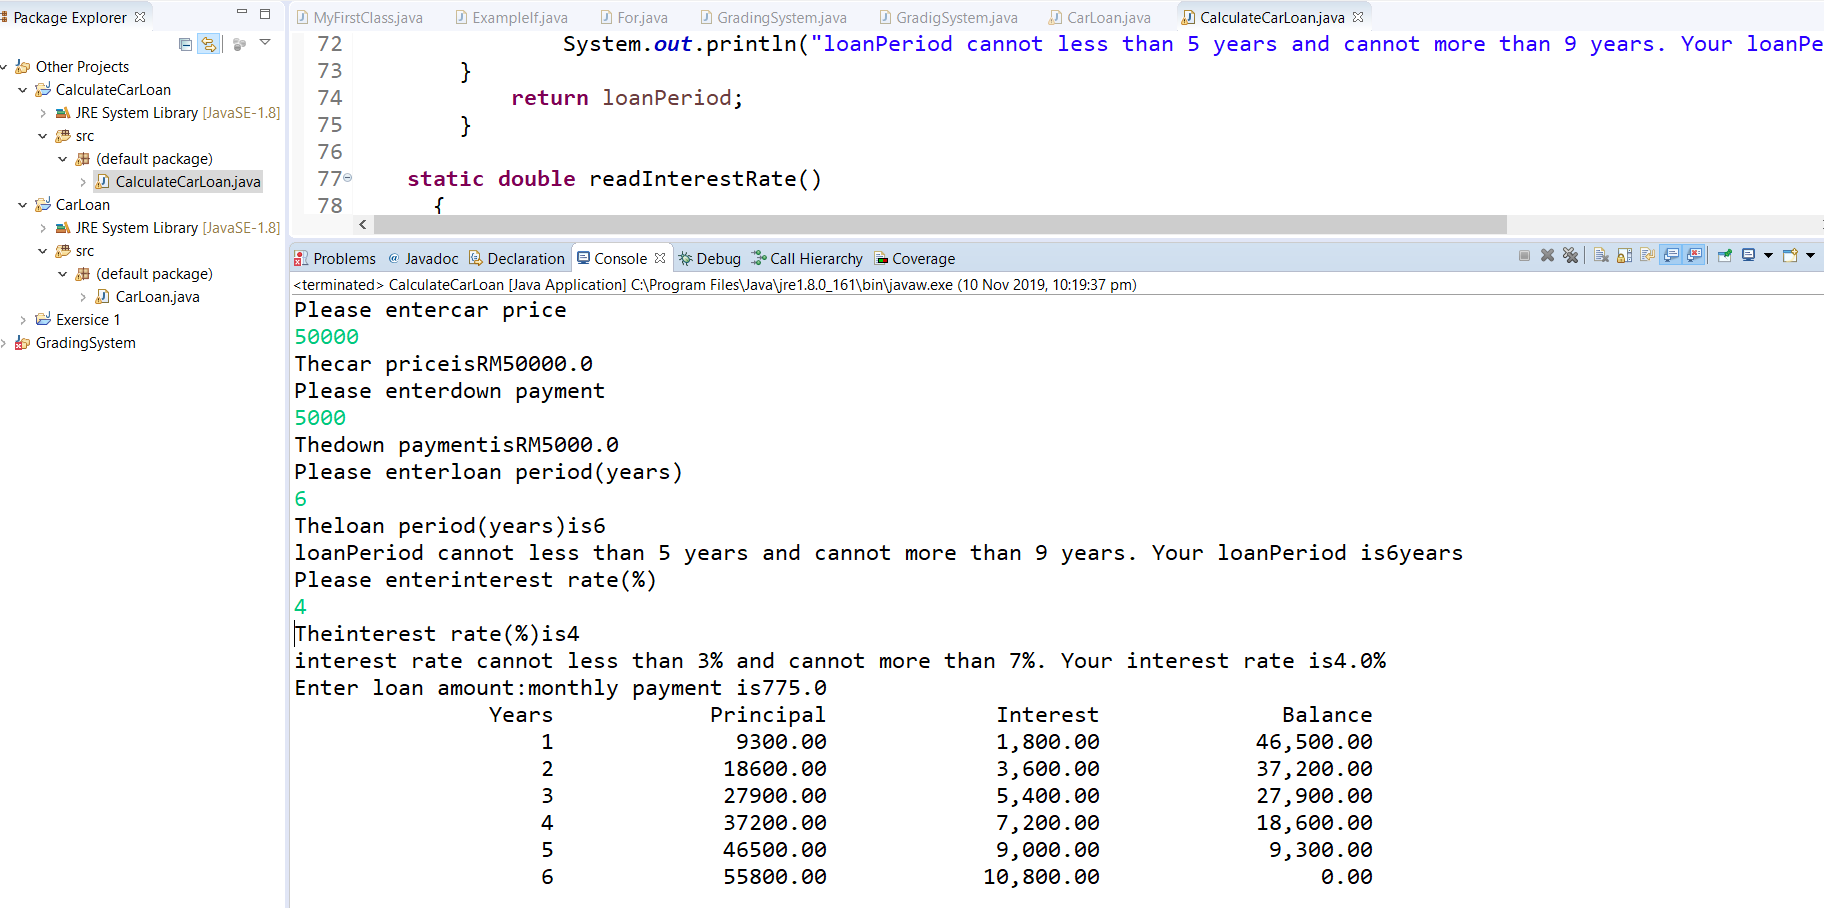 Package Explorer
Other Projects
CalculateCarLoan
JRE System Library [JavaSE-1.8]
src
(default package)
CalculateCarLoan.java
CarLoan
JRE System Library [JavaSE-1.8]
src
(default package)
CarLoan.java
Exersice 1
GradingSystem
MyFirstClass.java ExampleIf.java For.java GradingSystem.java GradigSystem.java CarLoan.java CalculateCarLoan.java
72 System.out.println("loanPeriod cannot less than 5 years and cannot more than 9 years. Your loanPe
73 }
74 return loanPeriod;
75 }
76
77 static double readInterestRate()
78 {
Problems @ Javadoc Declaration Console Debug Call Hierarchy Coverage
<terminated> CalculateCarLoan [Java Application] C:\Program Files\Java\jre1.8.0_161\bin\javaw.exe (10 Nov 2019, 10:19:37 pm)
Please entercar price
50000
Thecar priceisRM50000.0
Please enterdown payment
5000
Thedown paymentisRM5000.0
Please enterloan period(years)
6
Theloan period(years)is6
loanPeriod cannot less than 5 years and cannot more than 9 years. Your loanPeriod is6years
Please enterinterest rate(%)
4
Theinterest rate(%)is4
interest rate cannot less than 3% and cannot more than 7%. Your interest rate is4.0%
Enter loan amount:monthly payment is775.0
Years Principal Interest Balance
1 9300.00 1,800.00 46,500.00
2 18600.00 3,600.00 37,200.00
3 27900.00 5,400.00 27,900.00
4 37200.00 7,200.00 18,600.00
5 46500.00 9,000.00 9,300.00
6 55800.00 10,800.00 0.00